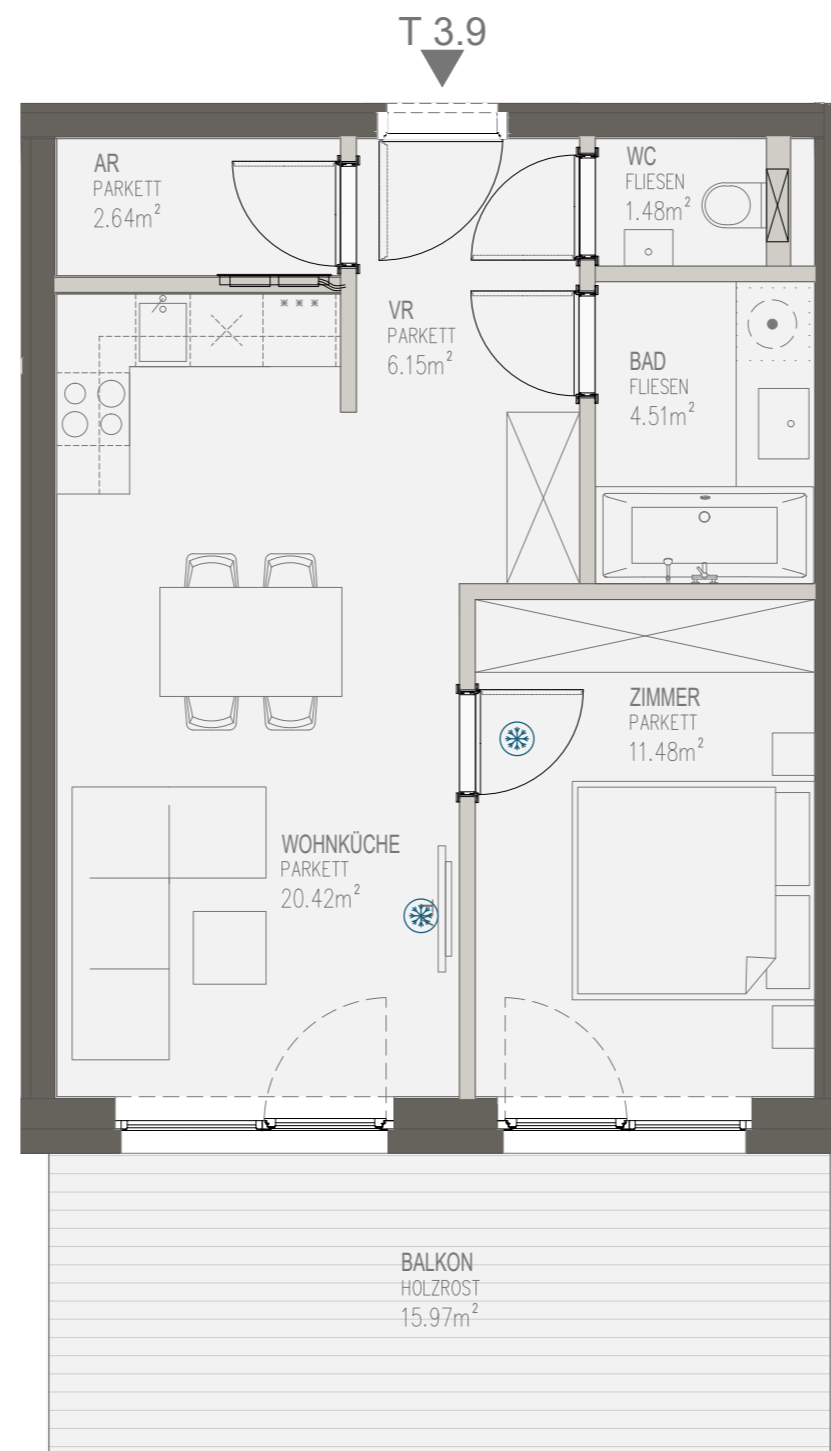 T 3.9
AR
PARKETT
2.64m²
WC
FLIESEN
1.48m²
VR
PARKETT
6.15m²
BAD
FLIESEN
4.51m²
ZIMMER
PARKETT
11.48m²
WOHNKÜCHE
PARKETT
20.42m²
BALKON
HOLZROST
15.97m²